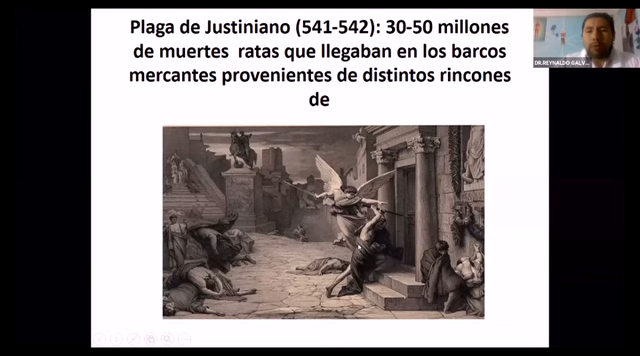 Plaga de Justiniano (541-542): 30-50 millones
de muertes ratas que llegaban en los barcos
mercantes provenientes de distintos rincones
de
DR.REYNALDO GALV...